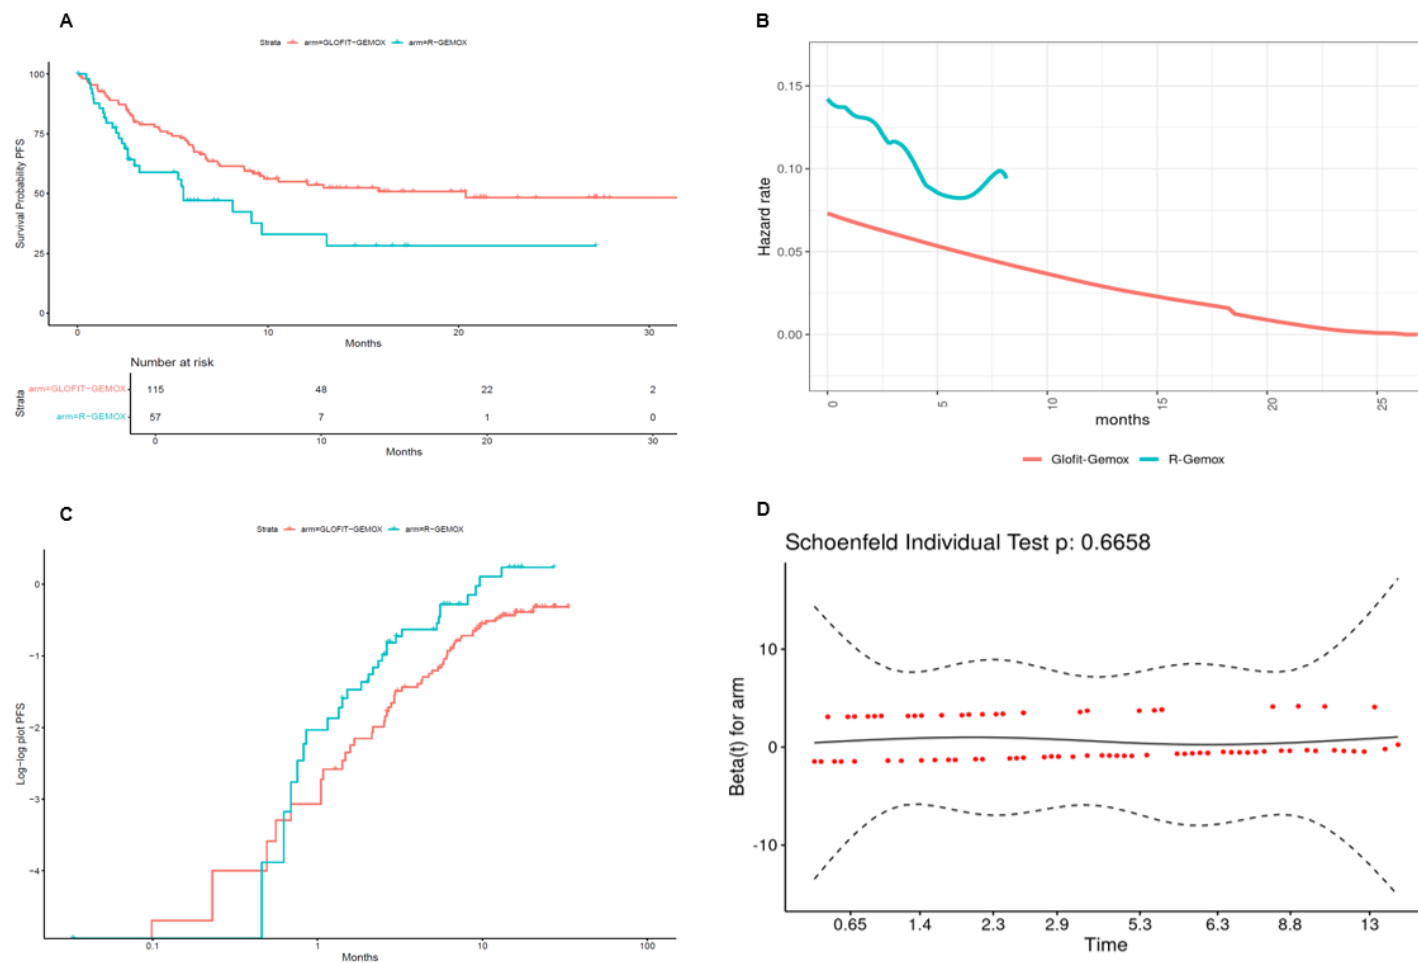 A
Strata arm=GLOFIT-GEMOX arm=R-GEMOX
100
75
50
25
0
Survival Probability PFS
0 10 20 30
Months
Number at risk
Strata
arm=GLOFIT-GEMOX 115 48 22 2
arm=R-GEMOX 57 7 1 0
0 10 20 30
Months
B
0.15
0.10
0.05
0.00
Hazard rate
0 5 10 15 20 25
months
Glofit-Gemox R-Gemox
C
Strata arm=GLOFIT-GEMOX arm=R-GEMOX
0
-1
-2
-3
-4
Log-log plot PFS
0.1 1 10 100
Months
D
Schoenfeld Individual Test p: 0.6658
10
0
-10
Beta(t) for arm
0.65 1.4 2.3 2.9 5.3 6.3 8.8 13
Time